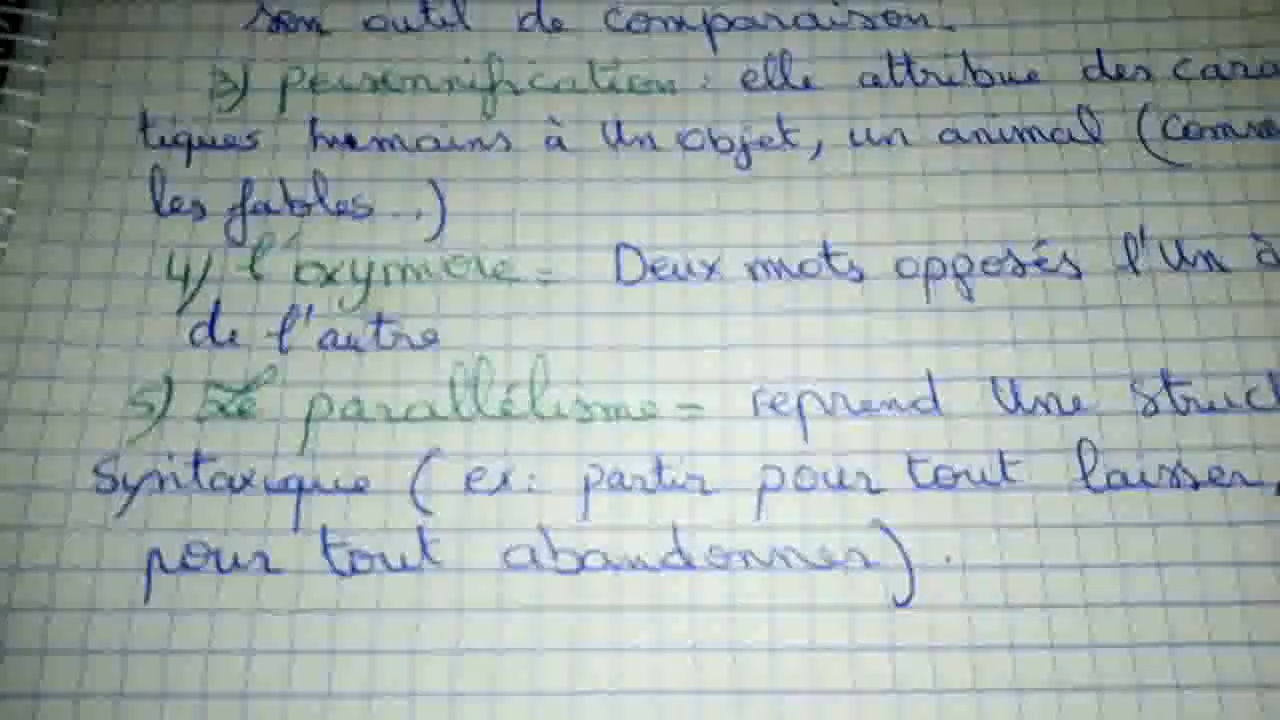 son outil de comparaison.
3) personnification : elle attribue des cara
tiques humains à Un objet, un animal (comme
les fables...)
4) l'oxymore = Deux mots opposés l'Un à
de l'autre
5) Le parallélisme = reprend Une struct
Syntaxique (ex: partir pour tout laisser,
pour tout abandonner).